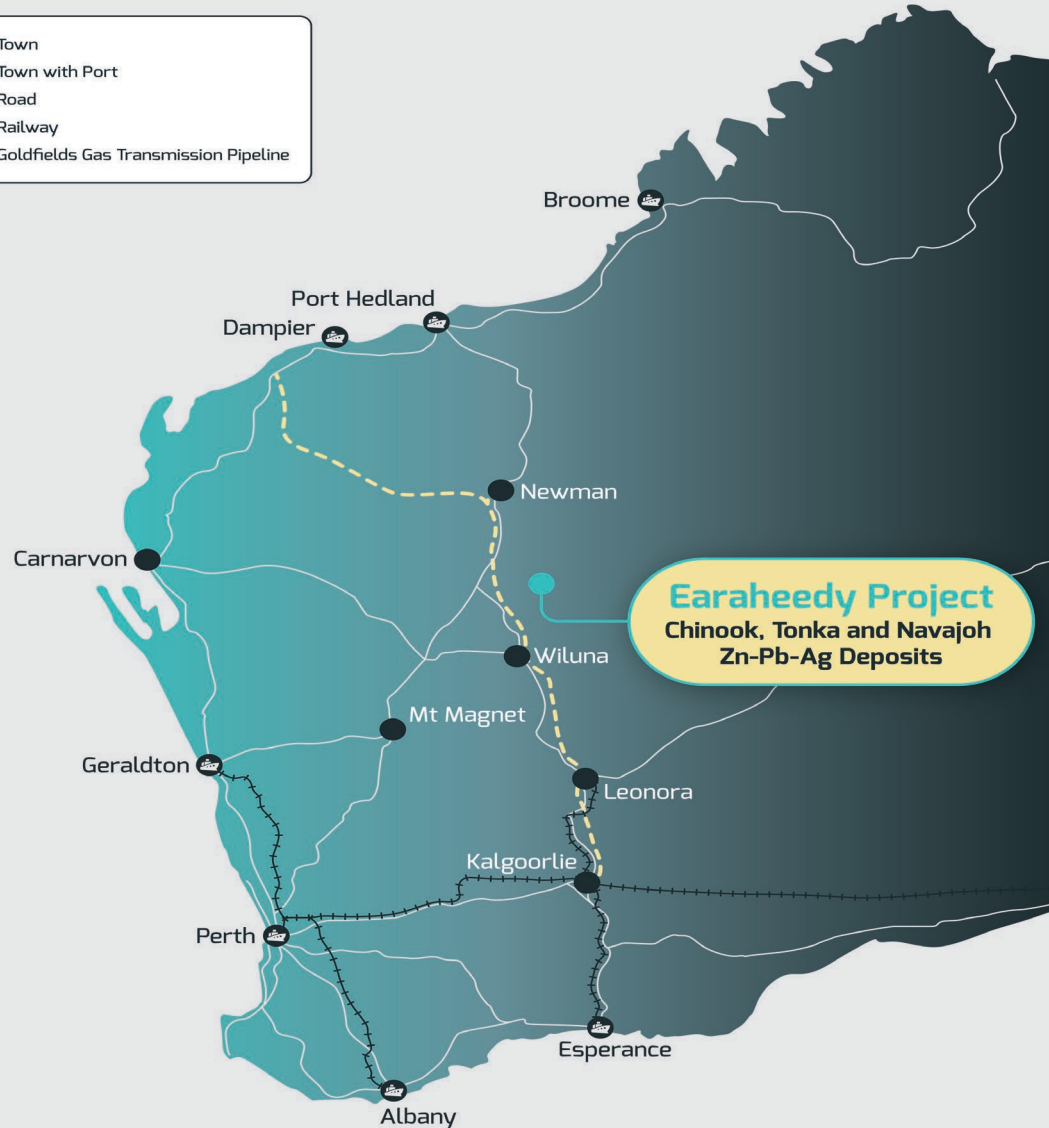 Town
Town with Port
Road
Railway
Goldfields Gas Transmission Pipeline
Broome
Port Hedland
Dampier
Newman
Carnarvon
Earaheedy Project
Chinook, Tonka and Navajoh
Zn-Pb-Ag Deposits
Wiluna
Mt Magnet
Geraldton
Leonora
Kalgoorlie
Perth
Esperance
Albany